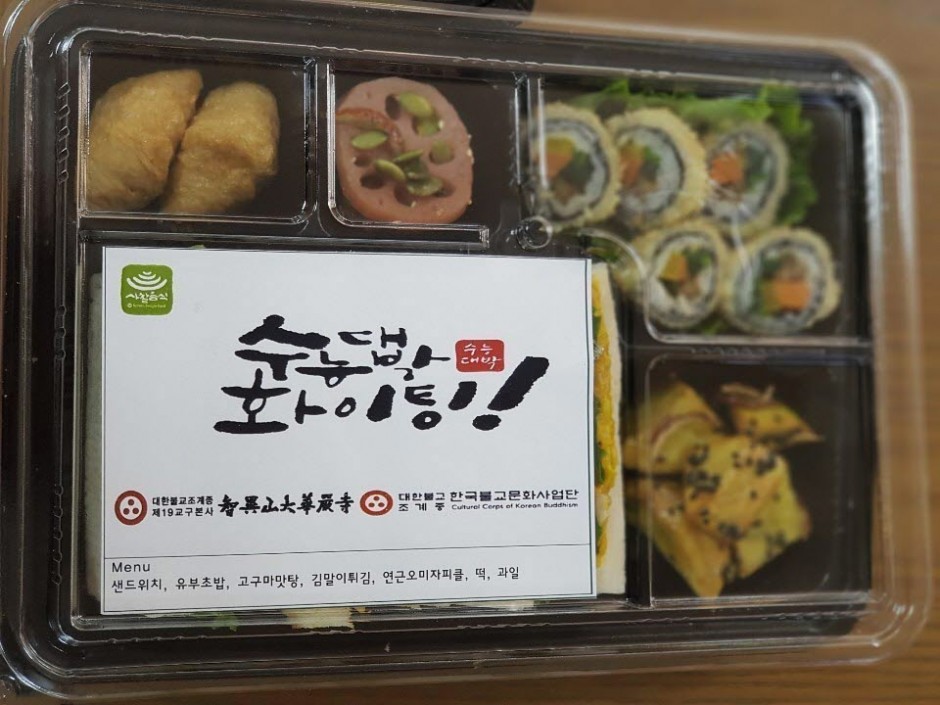 사찰음식
수능대박
수능
대박
화이팅!
대한불교조계종
제19교구본사
智異山大華嚴寺
대한불교
조계종
한국불교문화사업단
Cultural Corps of Korean Buddhism
Menu
샌드위치, 유부초밥, 고구마맛탕, 김말이튀김, 연근오미자피클, 떡, 과일